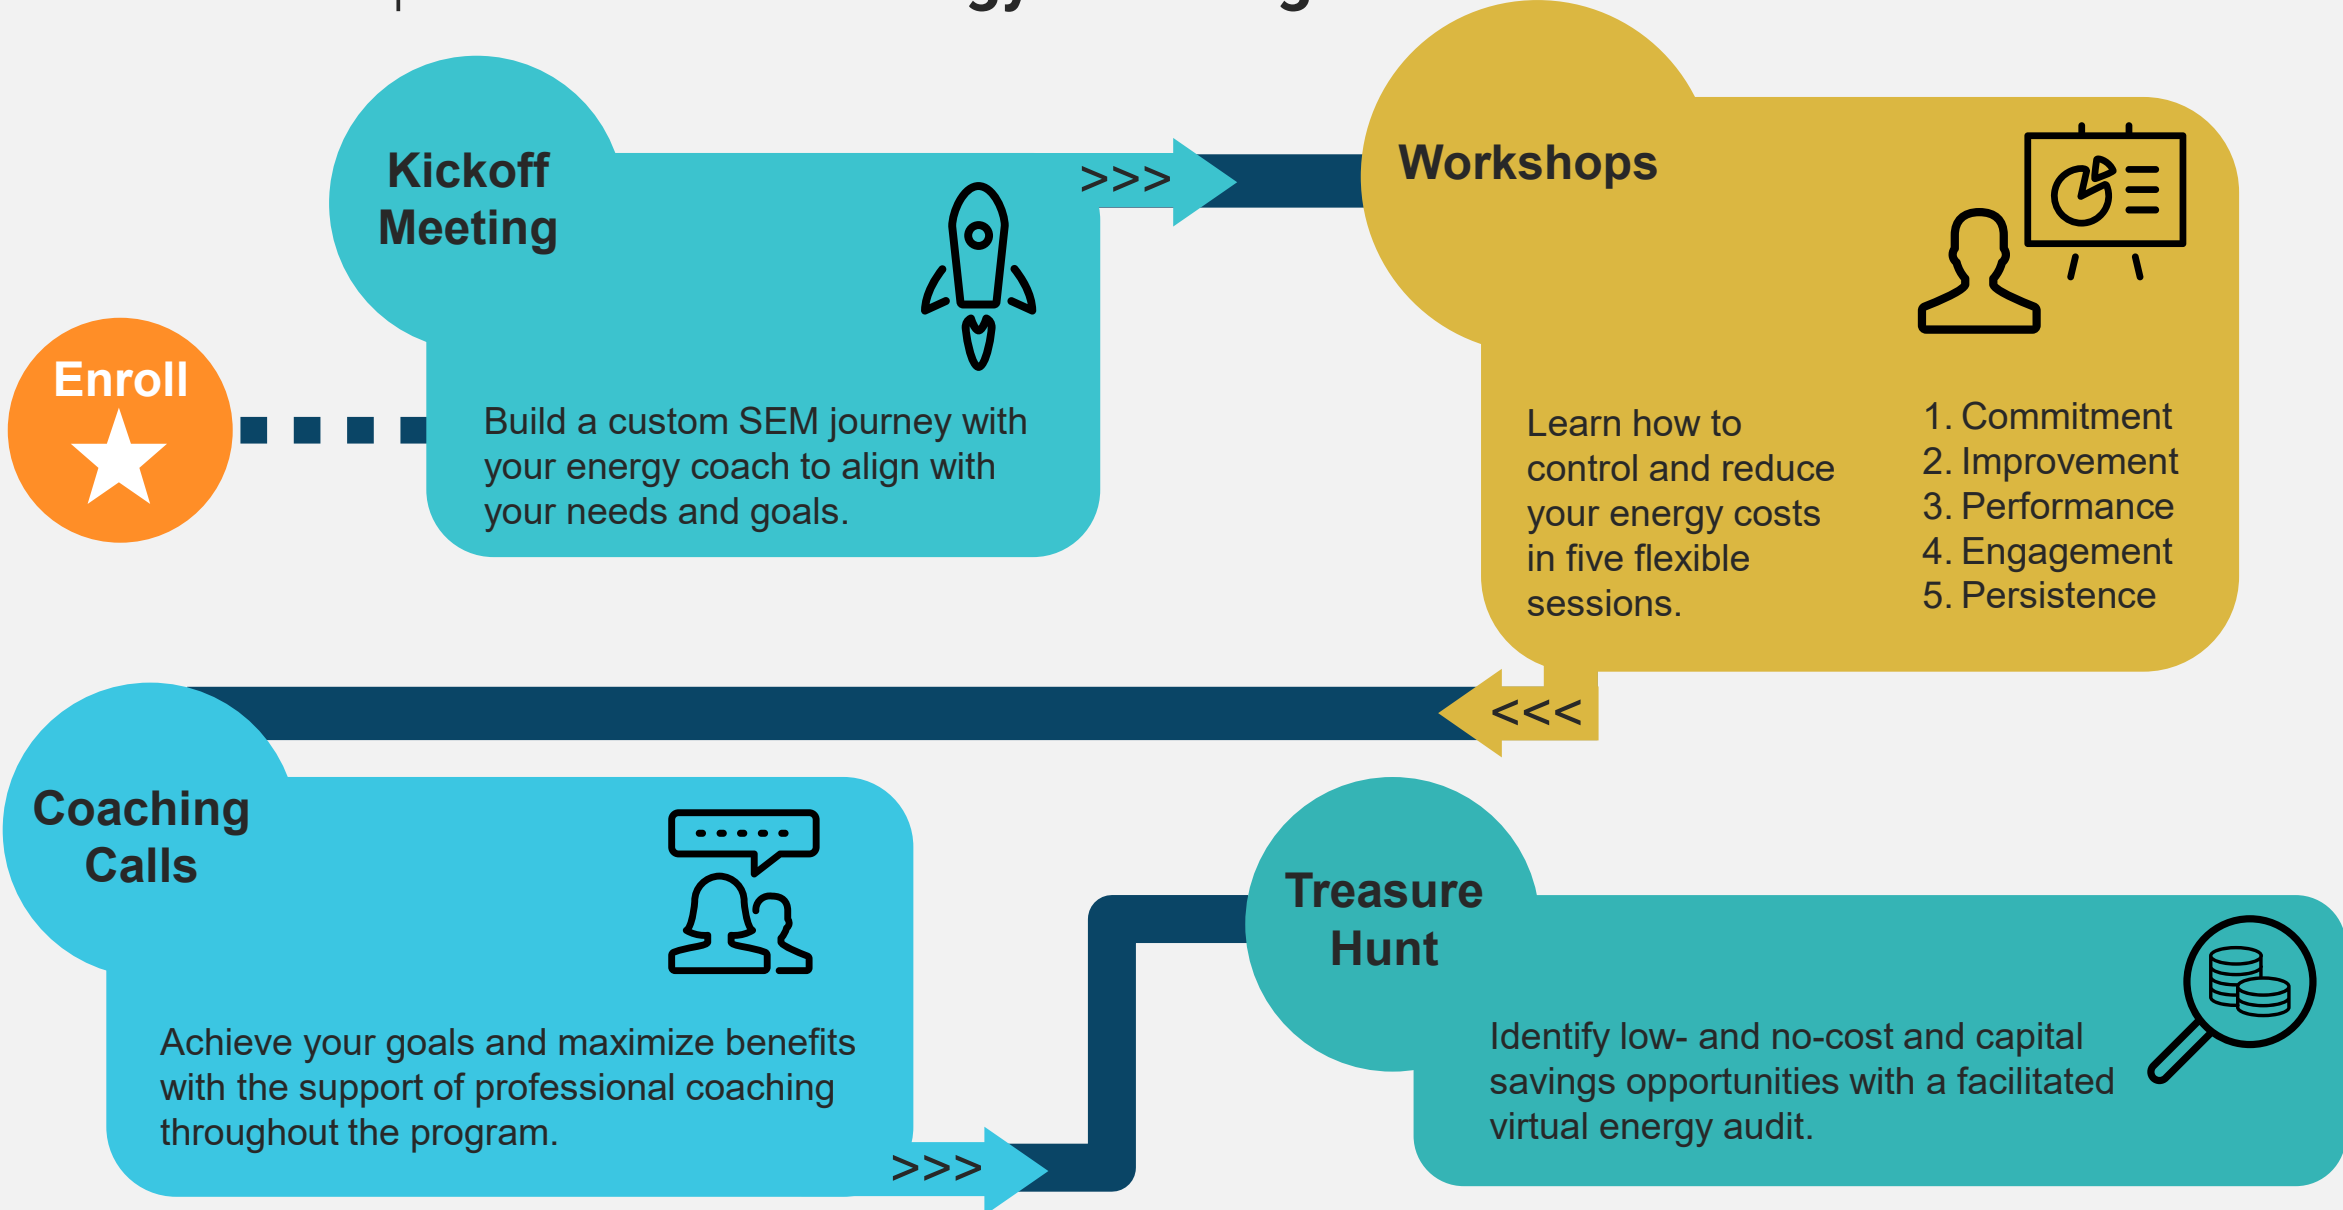 Enroll
Kickoff
Meeting
>>>
Build a custom SEM journey with
your energy coach to align with
your needs and goals.
Workshops
Learn how to
control and reduce
your energy costs
in five flexible
sessions.
1. Commitment
2. Improvement
3. Performance
4. Engagement
5. Persistence
<<<
Coaching
Calls
Achieve your goals and maximize benefits
with the support of professional coaching
throughout the program.
>>>
Treasure
Hunt
Identify low- and no-cost and capital
savings opportunities with a facilitated
virtual energy audit.